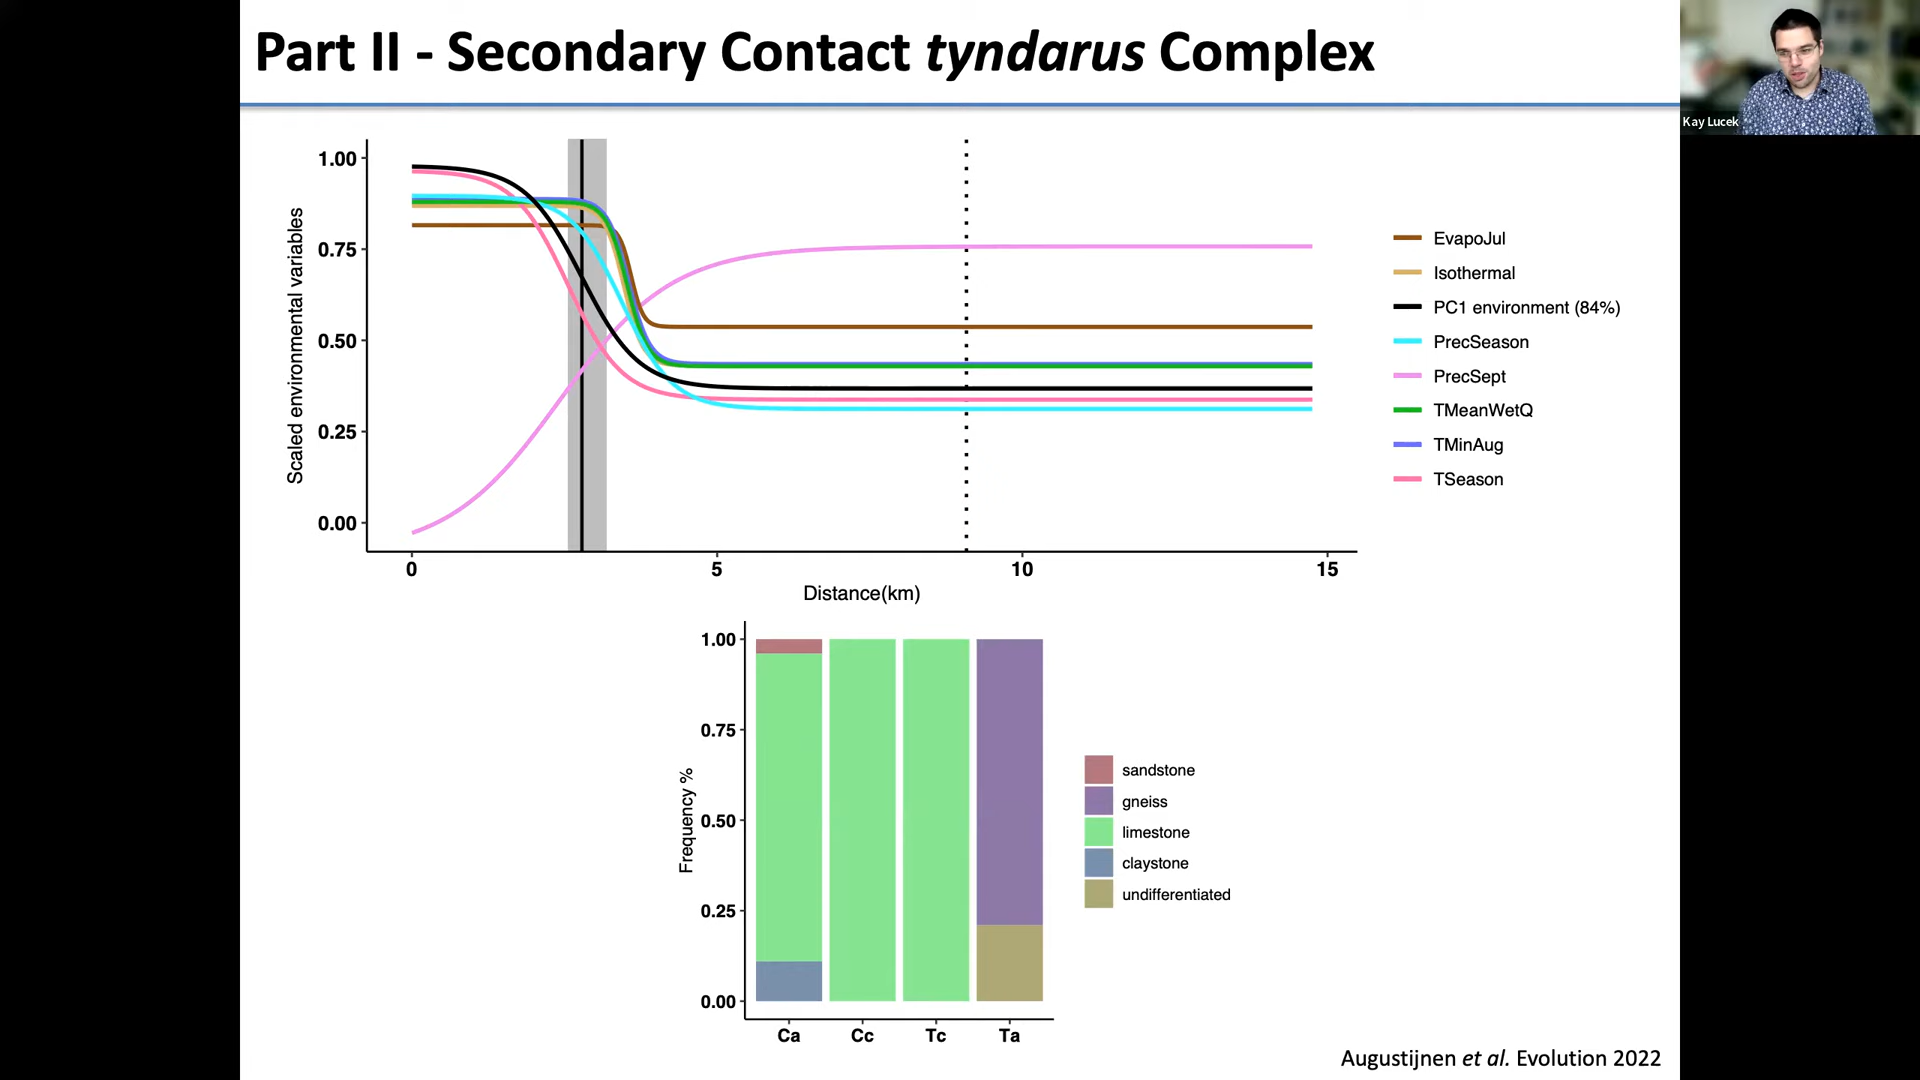 Part II - Secondary Contact tyndarus Complex
Kay Lucek
Scaled environmental variables
1.00
0.75
0.50
0.25
0.00
0
5
10
15
Distance(km)
EvapoJul
Isothermal
PC1 environment (84%)
PrecSeason
PrecSept
TMeanWetQ
TMinAug
TSeason
Frequency %
1.00
0.75
0.50
0.25
0.00
Ca
Cc
Tc
Ta
sandstone
gneiss
limestone
claystone
undifferentiated
Augustijnen et al. Evolution 2022